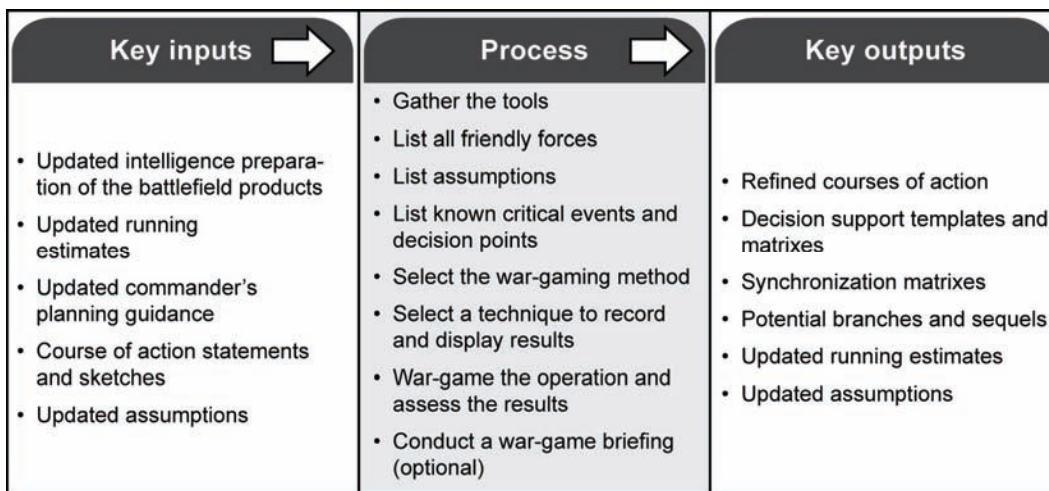 Key inputs
• Updated intelligence prepara-
tion of the battlefield products
• Updated running
estimates
• Updated commander's
planning guidance
• Course of action statements
and sketches
• Updated assumptions
Process
• Gather the tools
• List all friendly forces
• List assumptions
• List known critical events and
decision points
• Select the war-gaming method
• Select a technique to record
and display results
• War-game the operation and
assess the results
• Conduct a war-game briefing
(optional)
Key outputs
• Refined courses of action
• Decision support templates and
matrixes
• Synchronization matrixes
• Potential branches and sequels
• Updated running estimates
• Updated assumptions